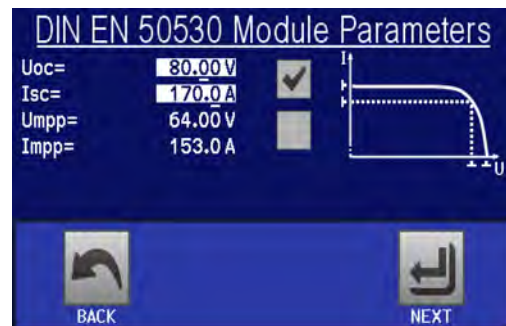 DIN EN 50530 Module Parameters
Uoc= 80.00 V
Isc= 170.0 A
Umpp= 64.00 V
Impp= 153.0 A
I
U
BACK
NEXT